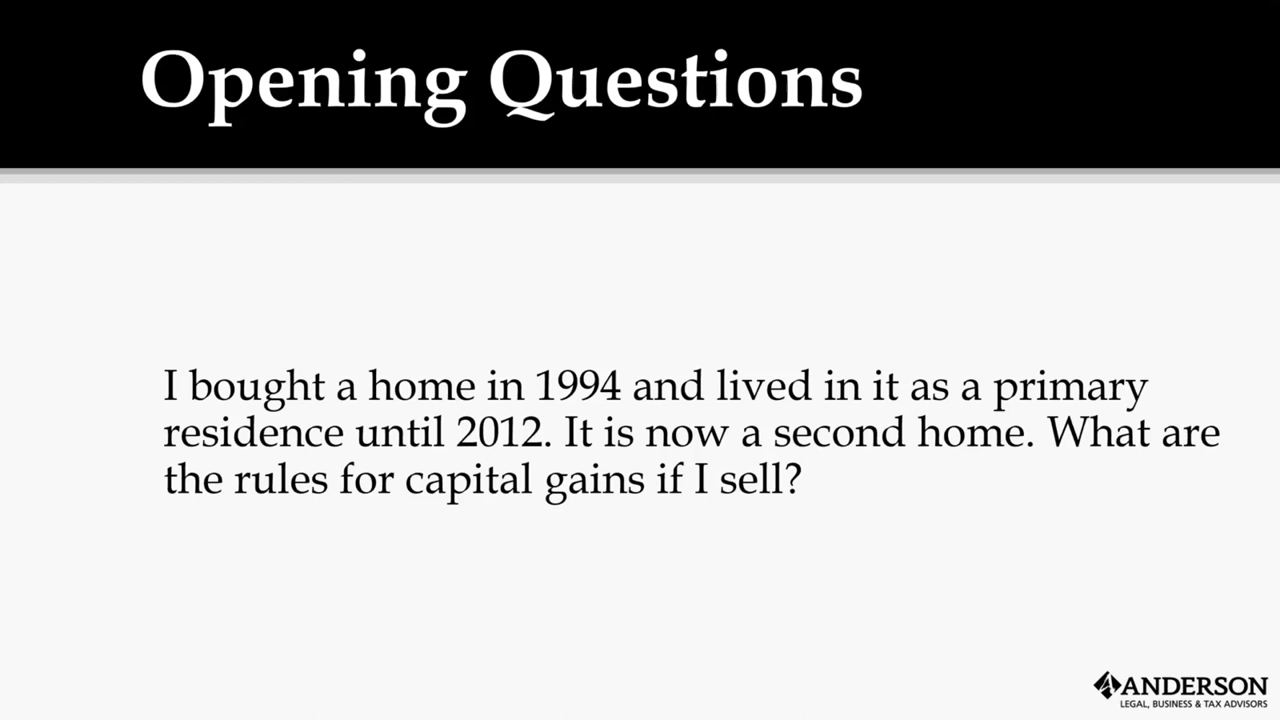 Opening Questions
I bought a home in 1994 and lived in it as a primary
residence until 2012. It is now a second home. What are
the rules for capital gains if I sell?
ANDERSON
LEGAL, BUSINESS & TAX ADVISORS